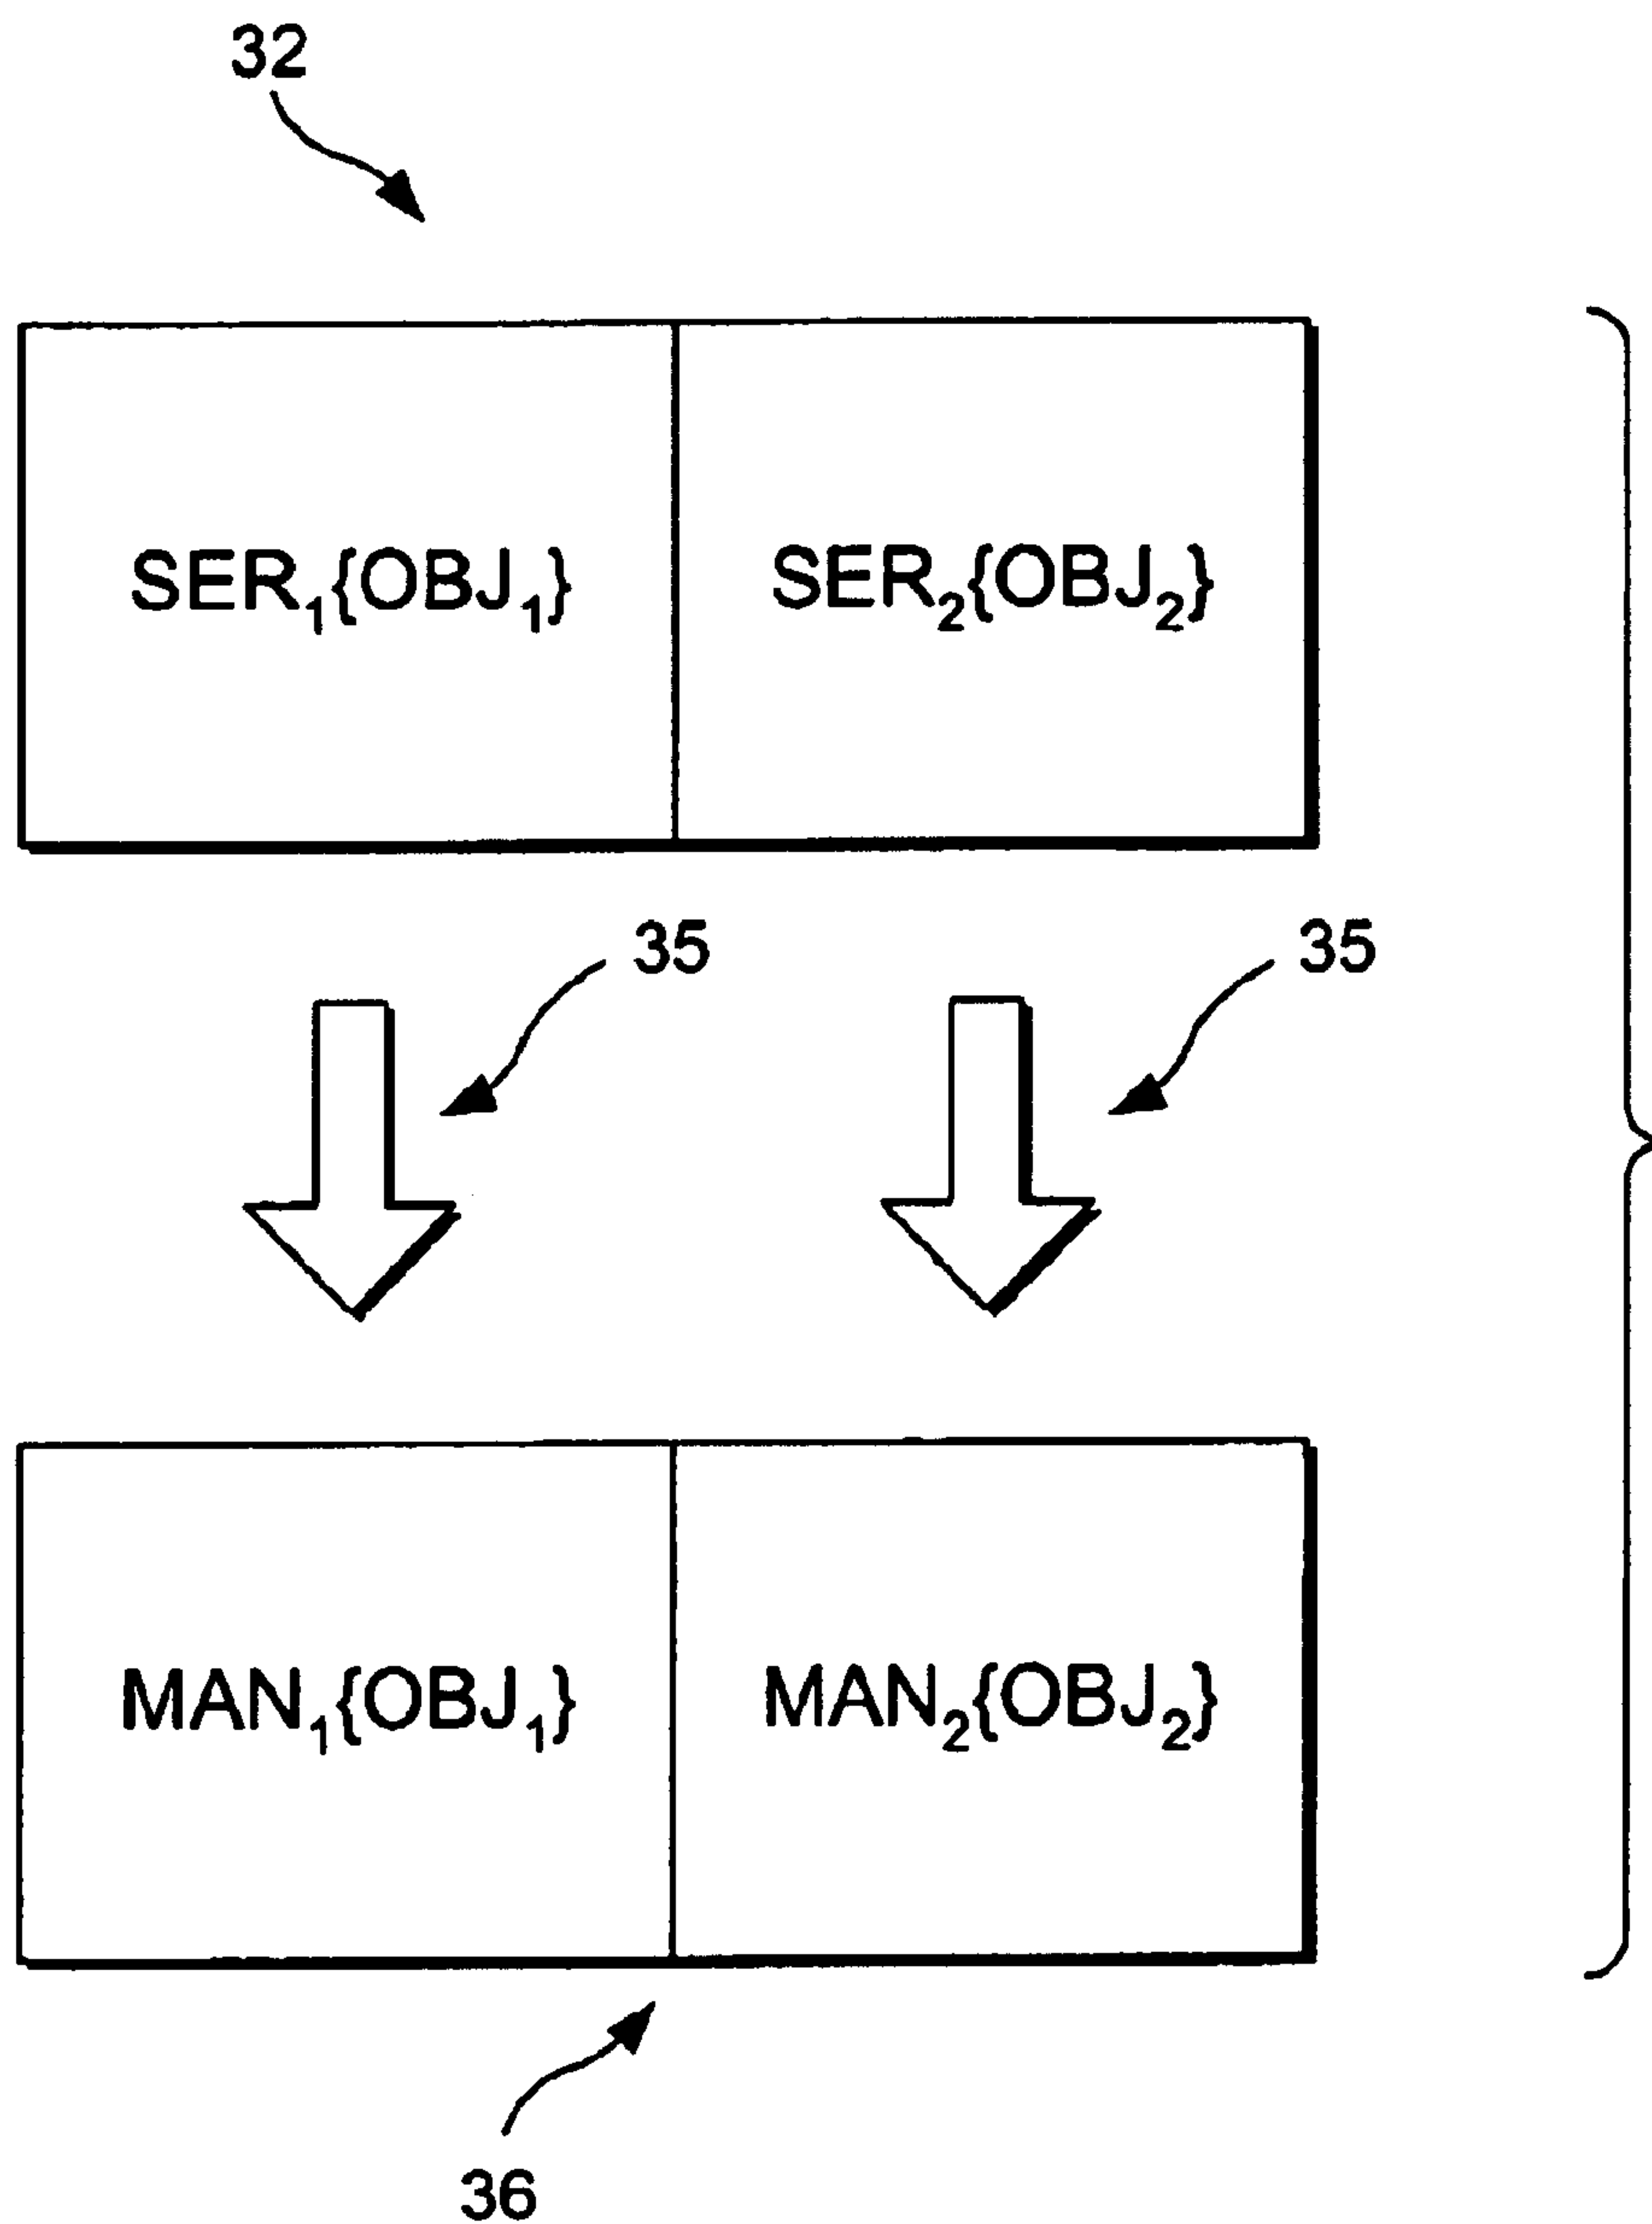 32
SER₁{OBJ₁} SER₂{OBJ₂}
35 35
MAN₁{OBJ₁} MAN₂{OBJ₂}
36